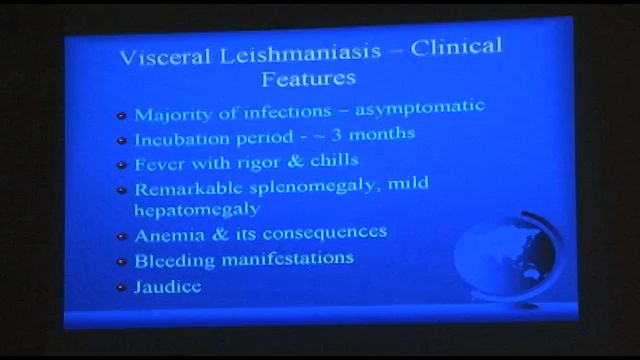 Visceral Leishmaniasis – Clinical
Features
Majority of infections – asymptomatic
Incubation period - ~ 3 months
Fever with rigor & chills
Remarkable splenomegaly, mild
hepatomegaly
Anemia & its consequences
Bleeding manifestations
Jaudice